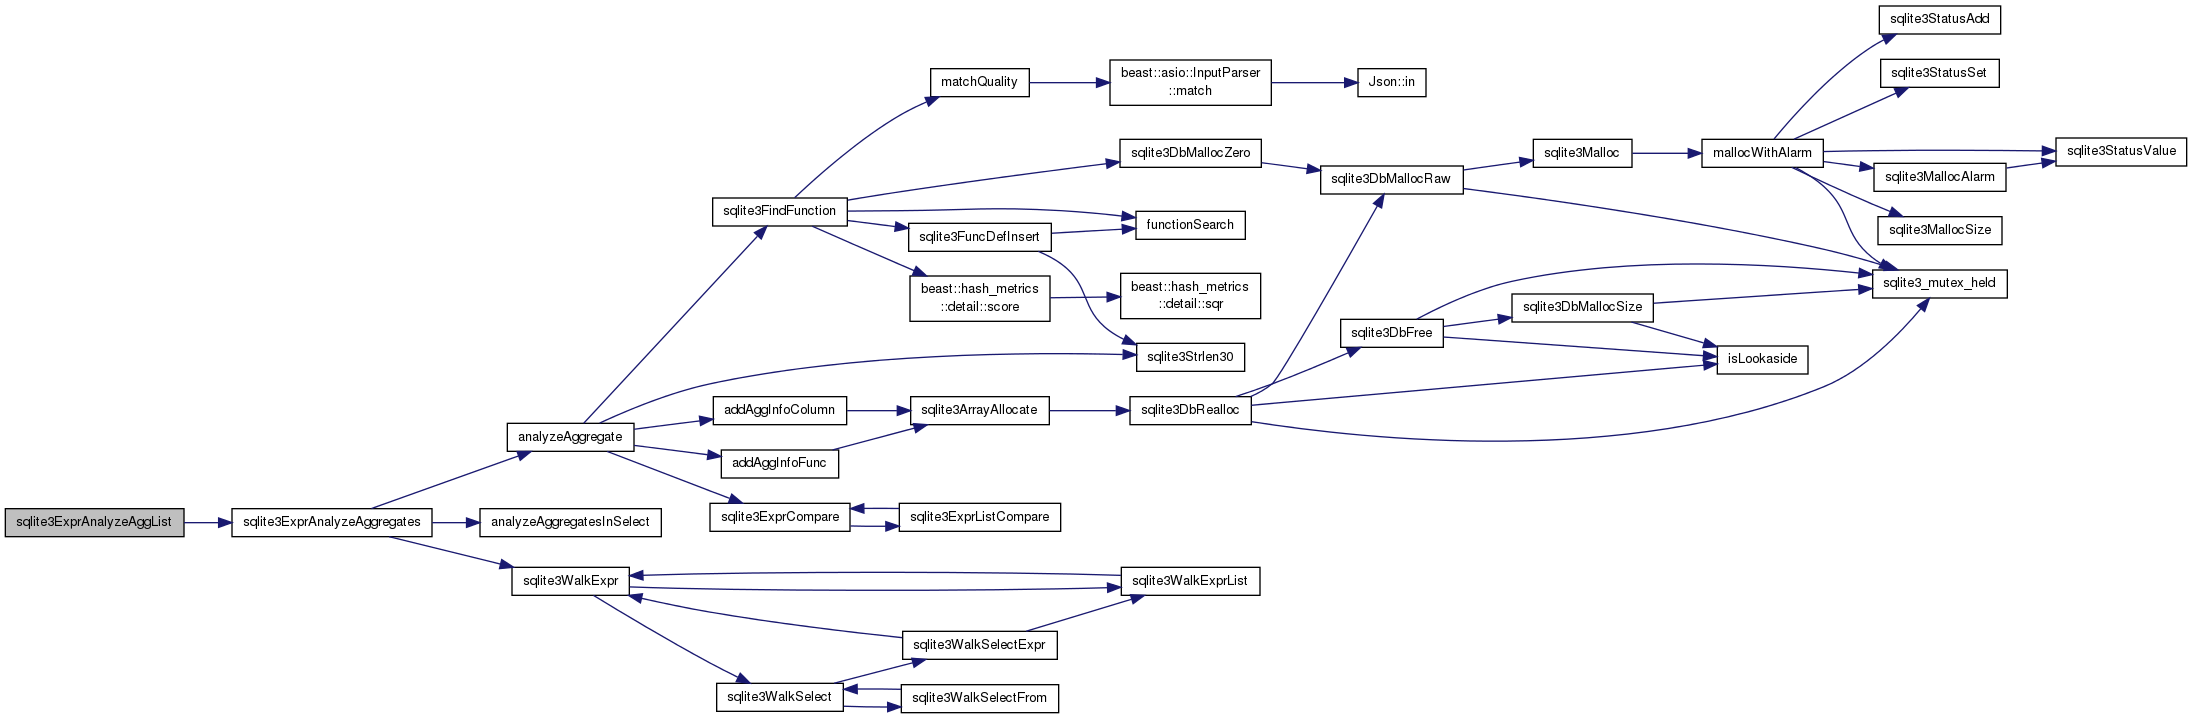 sqlite3StatusAdd
sqlite3StatusSet
matchQuality
beast::asio::InputParser
::match
Json::in
sqlite3DbMallocZero
sqlite3Malloc
mallocWithAlarm
sqlite3StatusValue
sqlite3DbMallocRaw
sqlite3MallocAlarm
sqlite3FindFunction
functionSearch
sqlite3FuncDefInsert
sqlite3MallocSize
beast::hash_metrics
::detail::score
beast::hash_metrics
::detail::sqr
sqlite3_mutex_held
sqlite3DbMallocSize
sqlite3DbFree
sqlite3Strlen30
isLookaside
addAggInfoColumn
sqlite3ArrayAllocate
sqlite3DbRealloc
analyzeAggregate
addAggInfoFunc
sqlite3ExprCompare
sqlite3ExprListCompare
sqlite3ExprAnalyzeAggList
sqlite3ExprAnalyzeAggregates
analyzeAggregatesInSelect
sqlite3WalkExpr
sqlite3WalkExprList
sqlite3WalkSelectExpr
sqlite3WalkSelect
sqlite3WalkSelectFrom